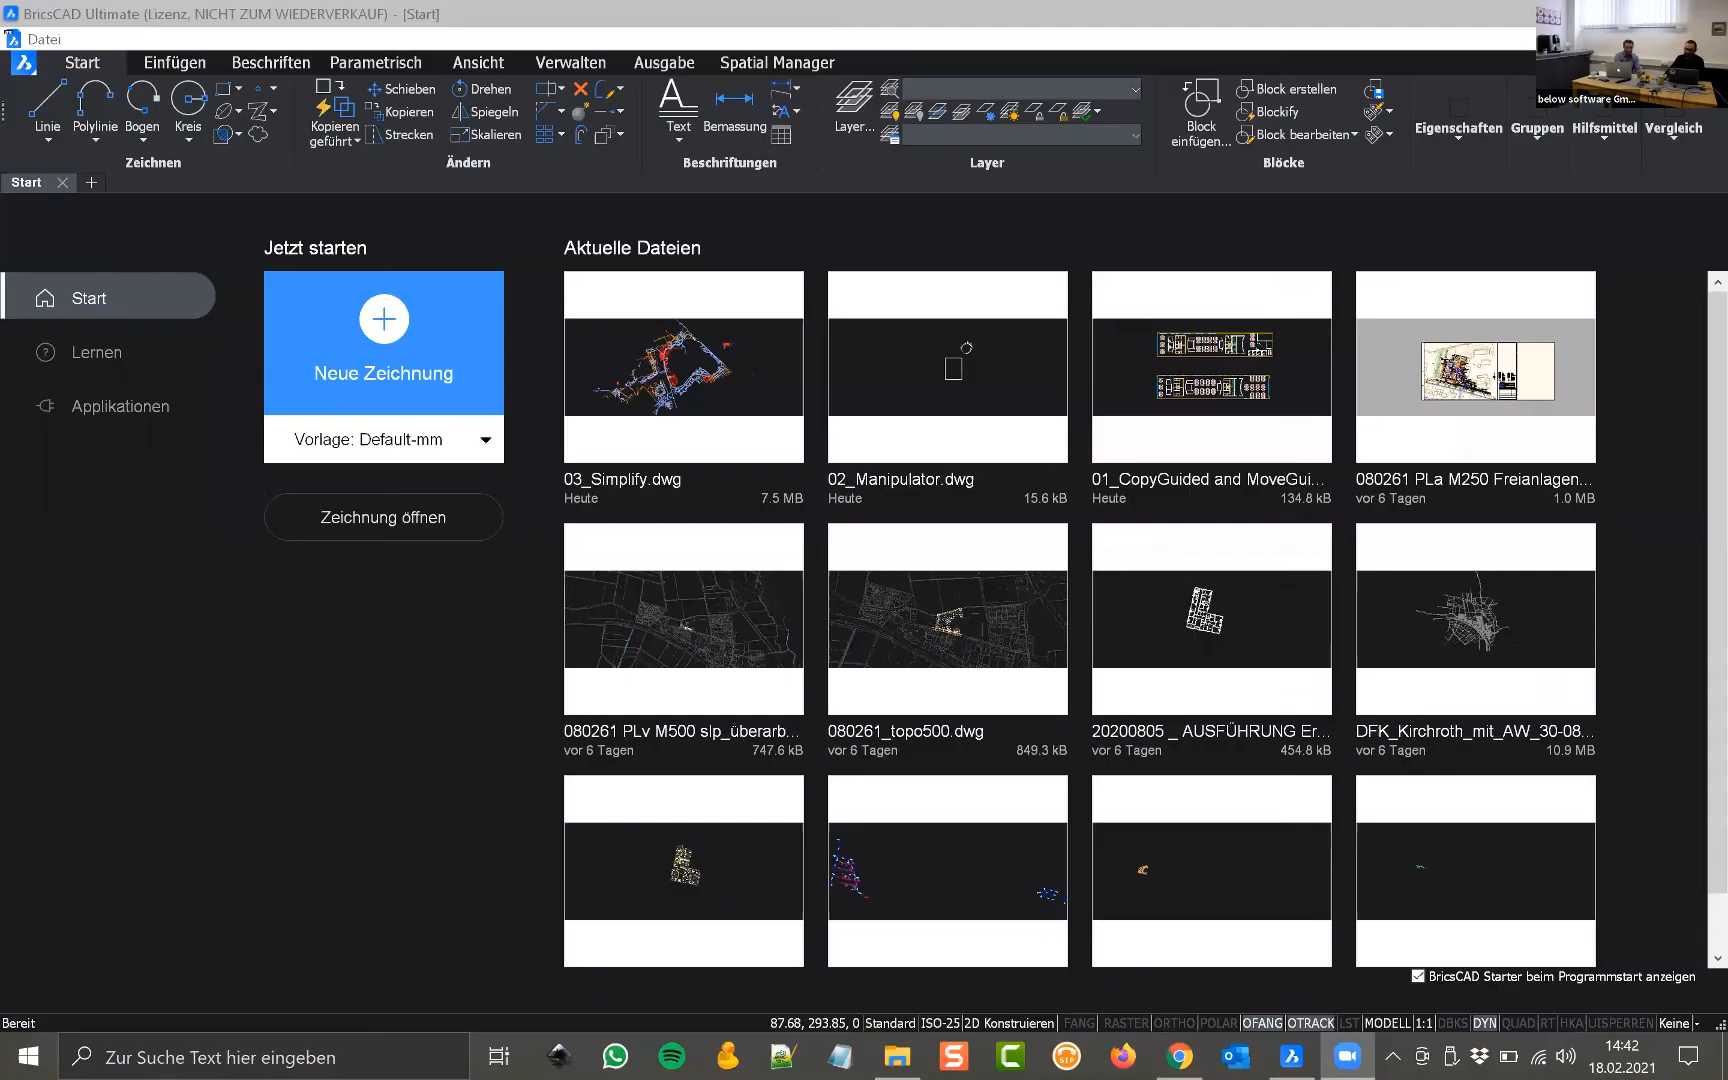 BricsCAD Ultimate (Lizenz, NICHT ZUM WIEDERVERKAUF) - [Start]
Datei
Start Einfügen Beschriften Parametrisch Ansicht Verwalten Ausgabe Spatial Manager
below software Gm...
Linie Polylinie Bogen Kreis
Zeichnen
Kopieren geführt
Schieben Drehen
Kopieren Spiegeln
Strecken Skalieren
Ändern
Text Bemassung
Beschriftungen
Layer...
Layer
Block einfügen...
Block erstellen
Blockify
Block bearbeiten
Blöcke
Eigenschaften Gruppen Hilfsmittel Vergleich
Start
Jetzt starten
Aktuelle Dateien
Start
Lernen
Applikationen
Neue Zeichnung
Vorlage: Default-mm
Zeichnung öffnen
03_Simplify.dwg
Heute 7.5 MB
02_Manipulator.dwg
Heute 15.6 kB
01_CopyGuided and MoveGui...
Heute 134.8 kB
080261 PLa M250 Freianlagen...
vor 6 Tagen 1.0 MB
080261 PLv M500 slp_überarb...
vor 6 Tagen 747.6 kB
080261_topo500.dwg
vor 6 Tagen 849.3 kB
20200805 _ AUSFÜHRUNG Er...
vor 6 Tagen 454.8 kB
DFK_Kirchroth_mit_AW_30-08...
vor 6 Tagen 10.9 MB
BricsCAD Starter beim Programmstart anzeigen
Bereit
87.68, 293.85, 0 Standard ISO-25 2D Konstruieren FANG RASTER ORTHO POLAR OFANG OTRACK LST MODELL 1:1 DBKS DYN QUAD RT HKA UISPERREN Keine
Zur Suche Text hier eingeben
14:42
18.02.2021